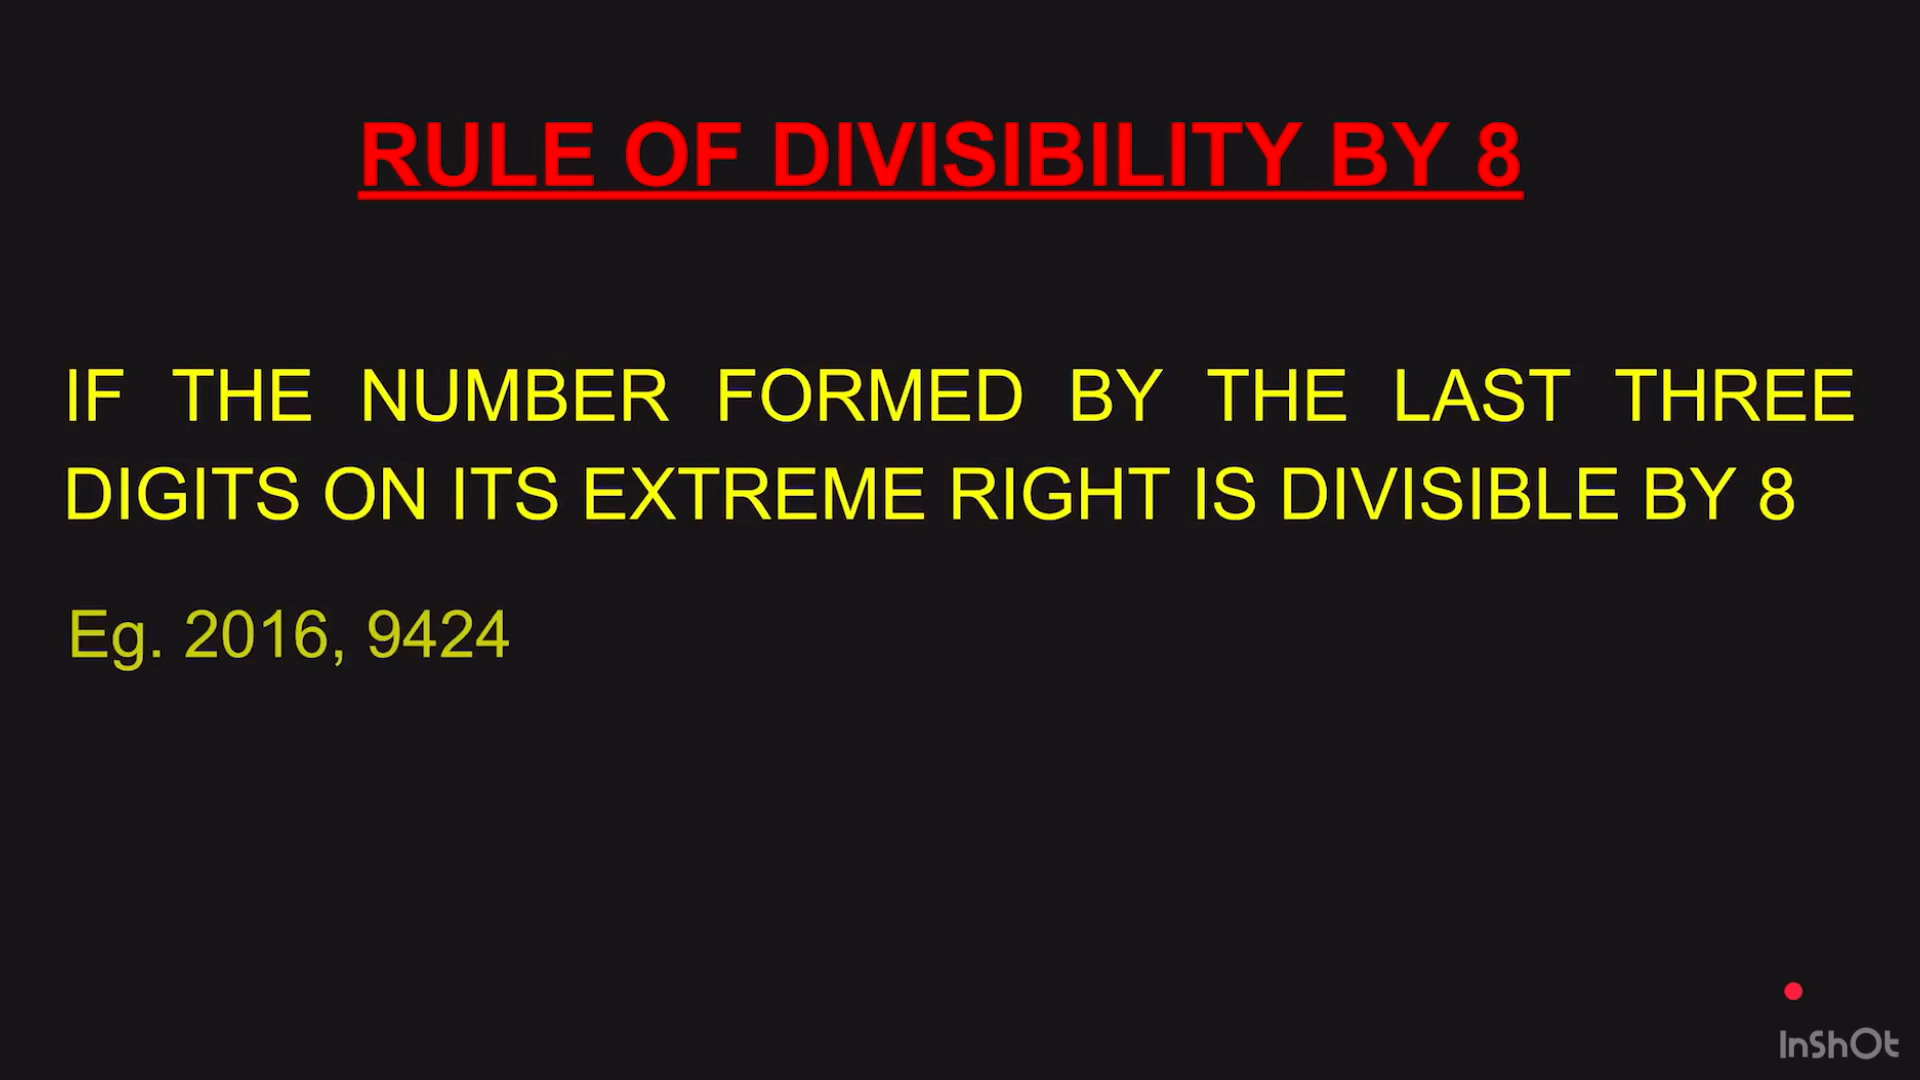 RULE OF DIVISIBILITY BY 8
IF THE NUMBER FORMED BY THE LAST THREE
DIGITS ON ITS EXTREME RIGHT IS DIVISIBLE BY 8
Eg. 2016, 9424
InShOt